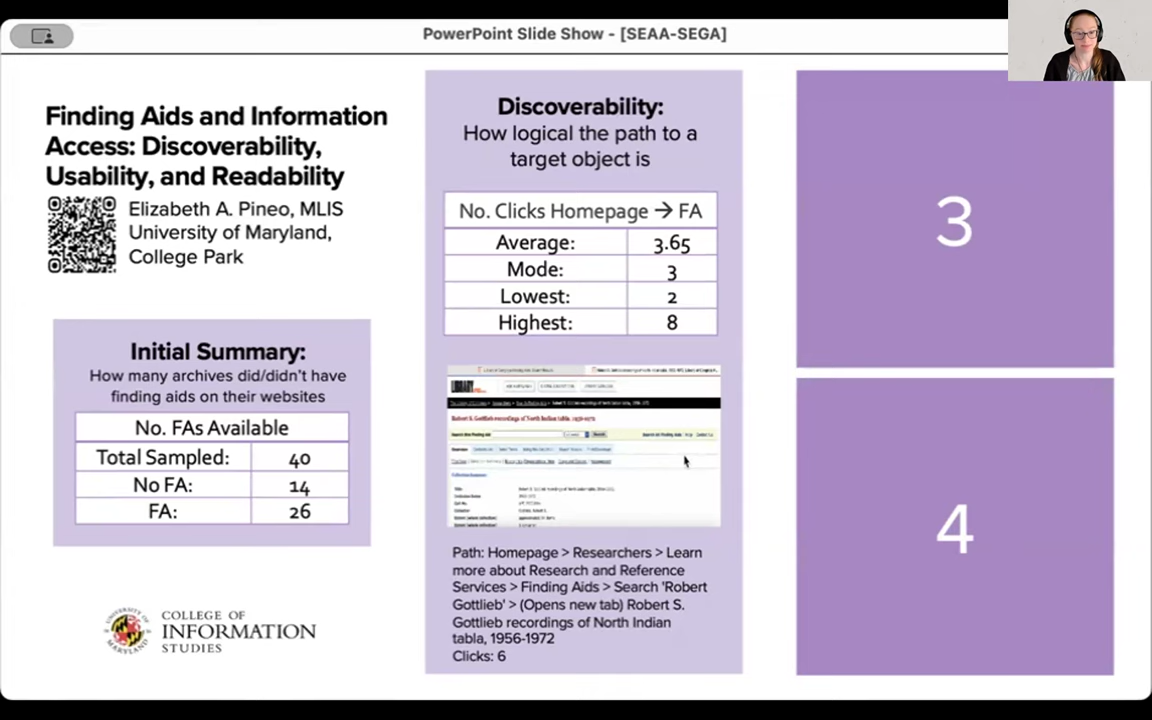 PowerPoint Slide Show - [SEAA-SEGA]
Finding Aids and Information
Access: Discoverability,
Usability, and Readability
Elizabeth A. Pineo, MLIS
University of Maryland,
College Park
Initial Summary:
How many archives did/didn't have
finding aids on their websites
No. FAs Available
Total Sampled: 40
No FA: 14
FA: 26
COLLEGE OF
INFORMATION
STUDIES
Discoverability:
How logical the path to a
target object is
No. Clicks Homepage → FA
Average: 3.65
Mode: 3
Lowest: 2
Highest: 8
LIBRARY
Robert S. Gottlieb recordings of North Indian tabla, 1956-1972
Path: Homepage > Researchers > Learn
more about Research and Reference
Services > Finding Aids > Search 'Robert
Gottlieb' > (Opens new tab) Robert S.
Gottlieb recordings of North Indian
tabla, 1956-1972
Clicks: 6
3
4